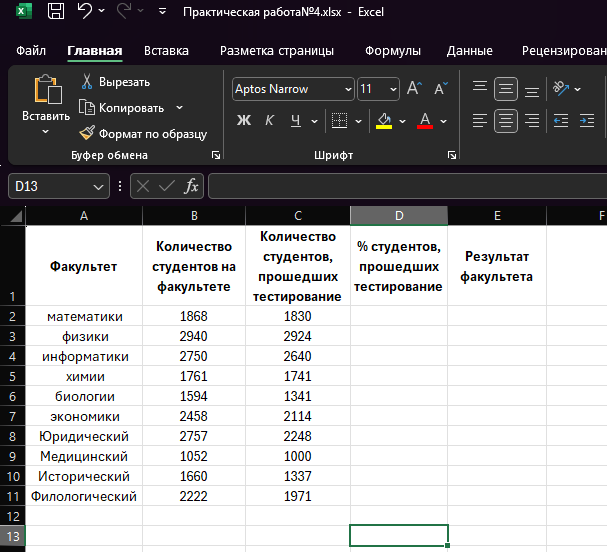 Практическая работа№4.xlsx - Excel
Файл Главная Вставка Разметка страницы Формулы Данные Рецензирован
Вставить
Вырезать
Копировать
Формат по образцу
Буфер обмена
Aptos Narrow 11
Ж К Ч
Шрифт
D13 fx
A B C D E F
1 Факультет Количество студентов на факультете Количество студентов, прошедших тестирование % студентов, прошедших тестирование Результат факультета
2 математики 1868 1830
3 физики 2940 2924
4 информатики 2750 2640
5 химии 1761 1741
6 биологии 1594 1341
7 экономики 2458 2114
8 Юридический 2757 2248
9 Медицинский 1052 1000
10 Исторический 1660 1337
11 Филологический 2222 1971
12
13